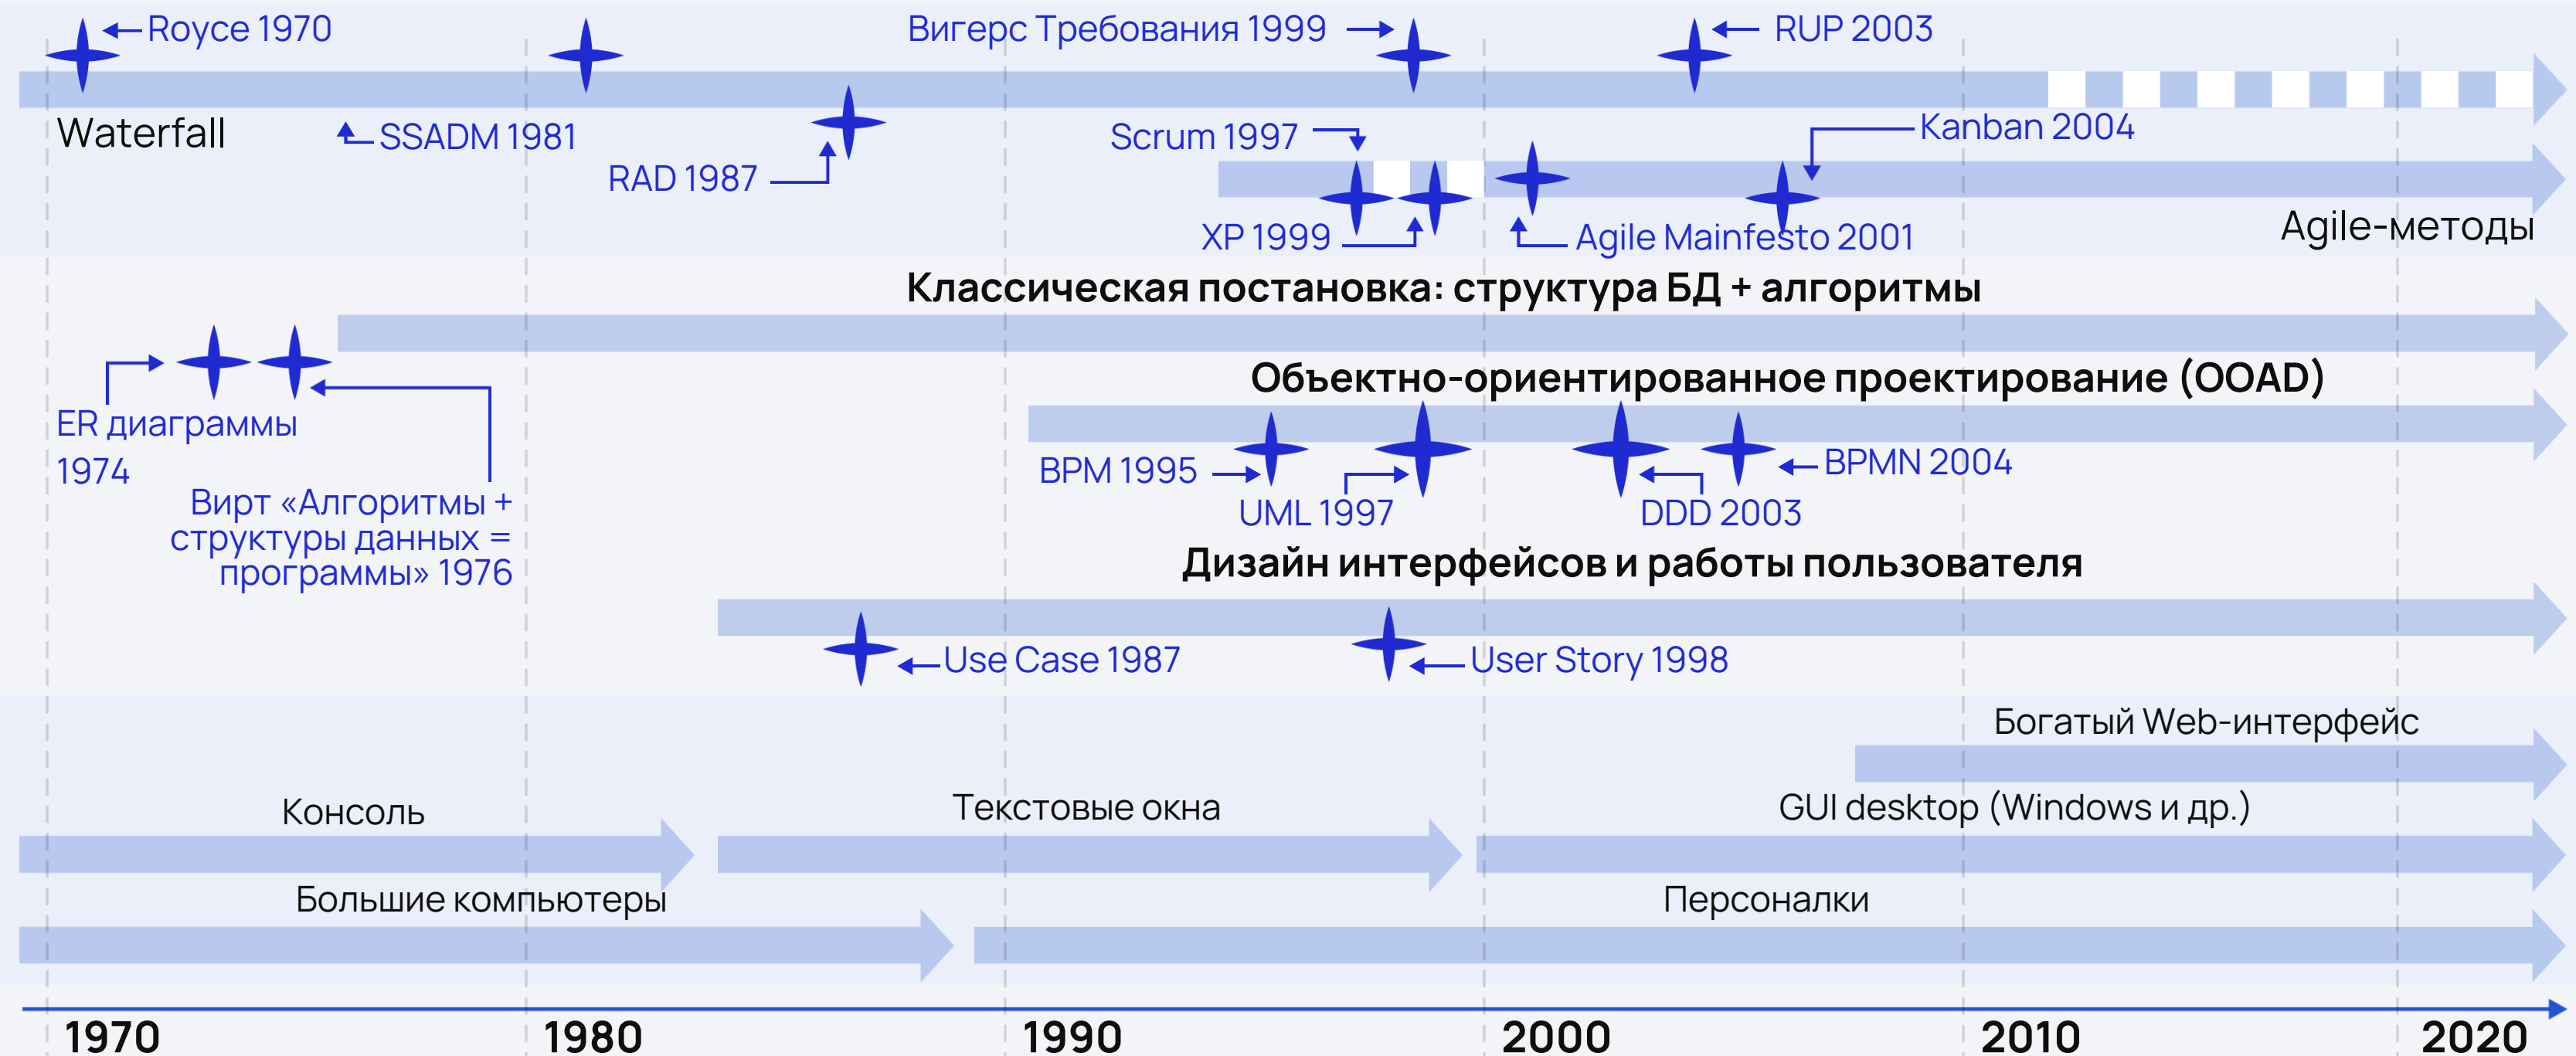 Royce 1970
Вигерс Требования 1999
RUP 2003
Waterfall
SSADM 1981
RAD 1987
Scrum 1997
Kanban 2004
XP 1999
Agile Mainfesto 2001
Agile-методы
Классическая постановка: структура БД + алгоритмы
Объектно-ориентированное проектирование (OOAD)
ER диаграммы
1974
Вирт «Алгоритмы +
структуры данных =
программы» 1976
BPM 1995
UML 1997
DDD 2003
BPMN 2004
Дизайн интерфейсов и работы пользователя
Use Case 1987
User Story 1998
Богатый Web-интерфейс
Консоль
Текстовые окна
GUI desktop (Windows и др.)
Большие компьютеры
Персоналки
1970
1980
1990
2000
2010
2020